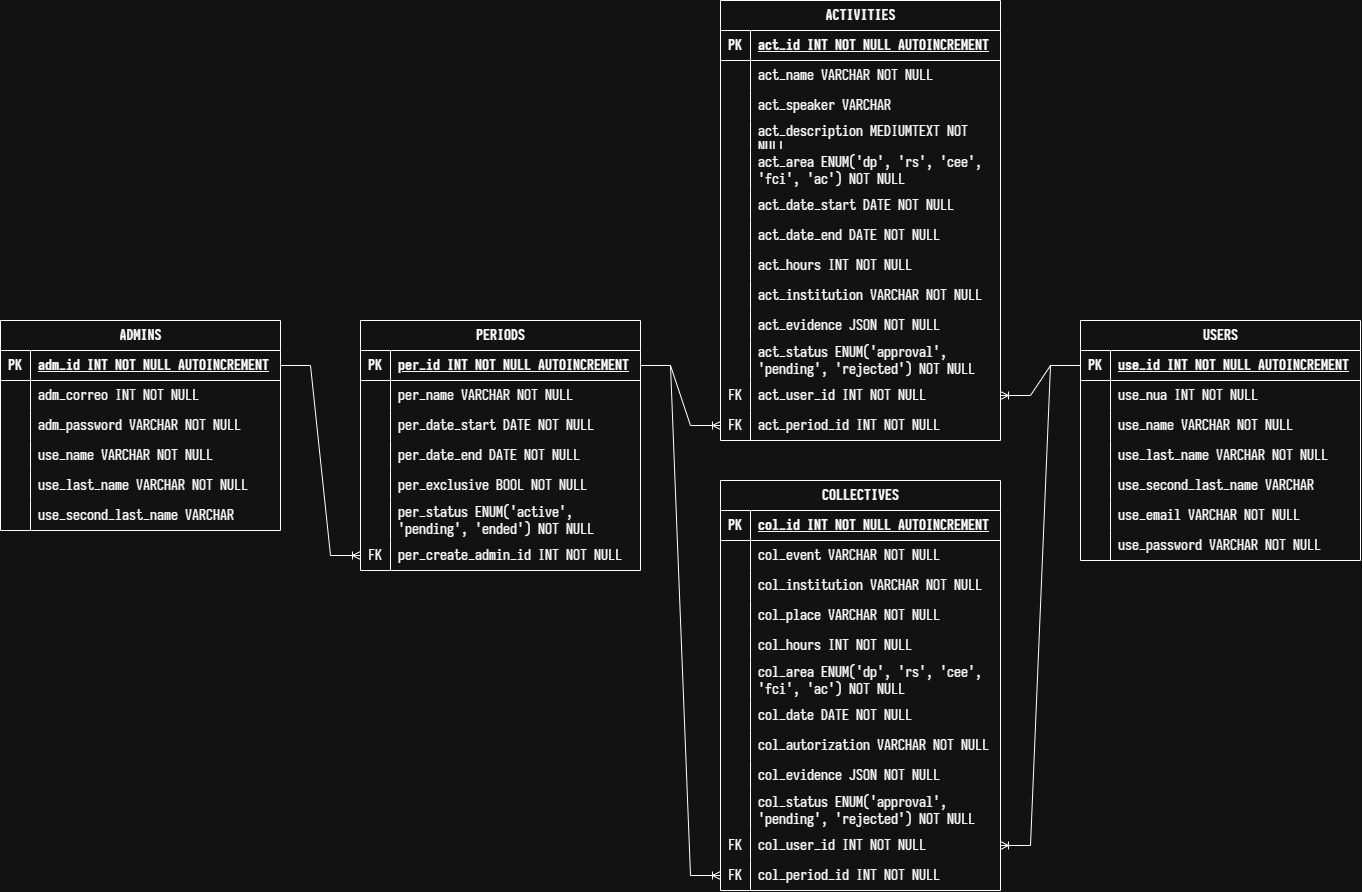 ACTIVITIES
PK act_id INT NOT NULL AUTOINCREMENT
act_name VARCHAR NOT NULL
act_speaker VARCHAR
act_description MEDIUMTEXT NOT
NULL
act_area ENUM('dp', 'rs', 'cee',
'fci', 'ac') NOT NULL
act_date_start DATE NOT NULL
act_date_end DATE NOT NULL
act_hours INT NOT NULL
act_institution VARCHAR NOT NULL
act_evidence JSON NOT NULL
act_status ENUM('approval',
'pending', 'rejected') NOT NULL
FK act_user_id INT NOT NULL
FK act_period_id INT NOT NULL
ADMINS
PK adm_id INT NOT NULL AUTOINCREMENT
adm_correo INT NOT NULL
adm_password VARCHAR NOT NULL
use_name VARCHAR NOT NULL
use_last_name VARCHAR NOT NULL
use_second_last_name VARCHAR
PERIODS
PK per_id INT NOT NULL AUTOINCREMENT
per_name VARCHAR NOT NULL
per_date_start DATE NOT NULL
per_date_end DATE NOT NULL
per_exclusive BOOL NOT NULL
per_status ENUM('active',
'pending', 'ended') NOT NULL
FK per_create_admin_id INT NOT NULL
USERS
PK use_id INT NOT NULL AUTOINCREMENT
use_nua INT NOT NULL
use_name VARCHAR NOT NULL
use_last_name VARCHAR NOT NULL
use_second_last_name VARCHAR
use_email VARCHAR NOT NULL
use_password VARCHAR NOT NULL
COLLECTIVES
PK col_id INT NOT NULL AUTOINCREMENT
col_event VARCHAR NOT NULL
col_institution VARCHAR NOT NULL
col_place VARCHAR NOT NULL
col_hours INT NOT NULL
col_area ENUM('dp', 'rs', 'cee',
'fci', 'ac') NOT NULL
col_date DATE NOT NULL
col_autorization VARCHAR NOT NULL
col_evidence JSON NOT NULL
col_status ENUM('approval',
'pending', 'rejected') NOT NULL
FK col_user_id INT NOT NULL
FK col_period_id INT NOT NULL